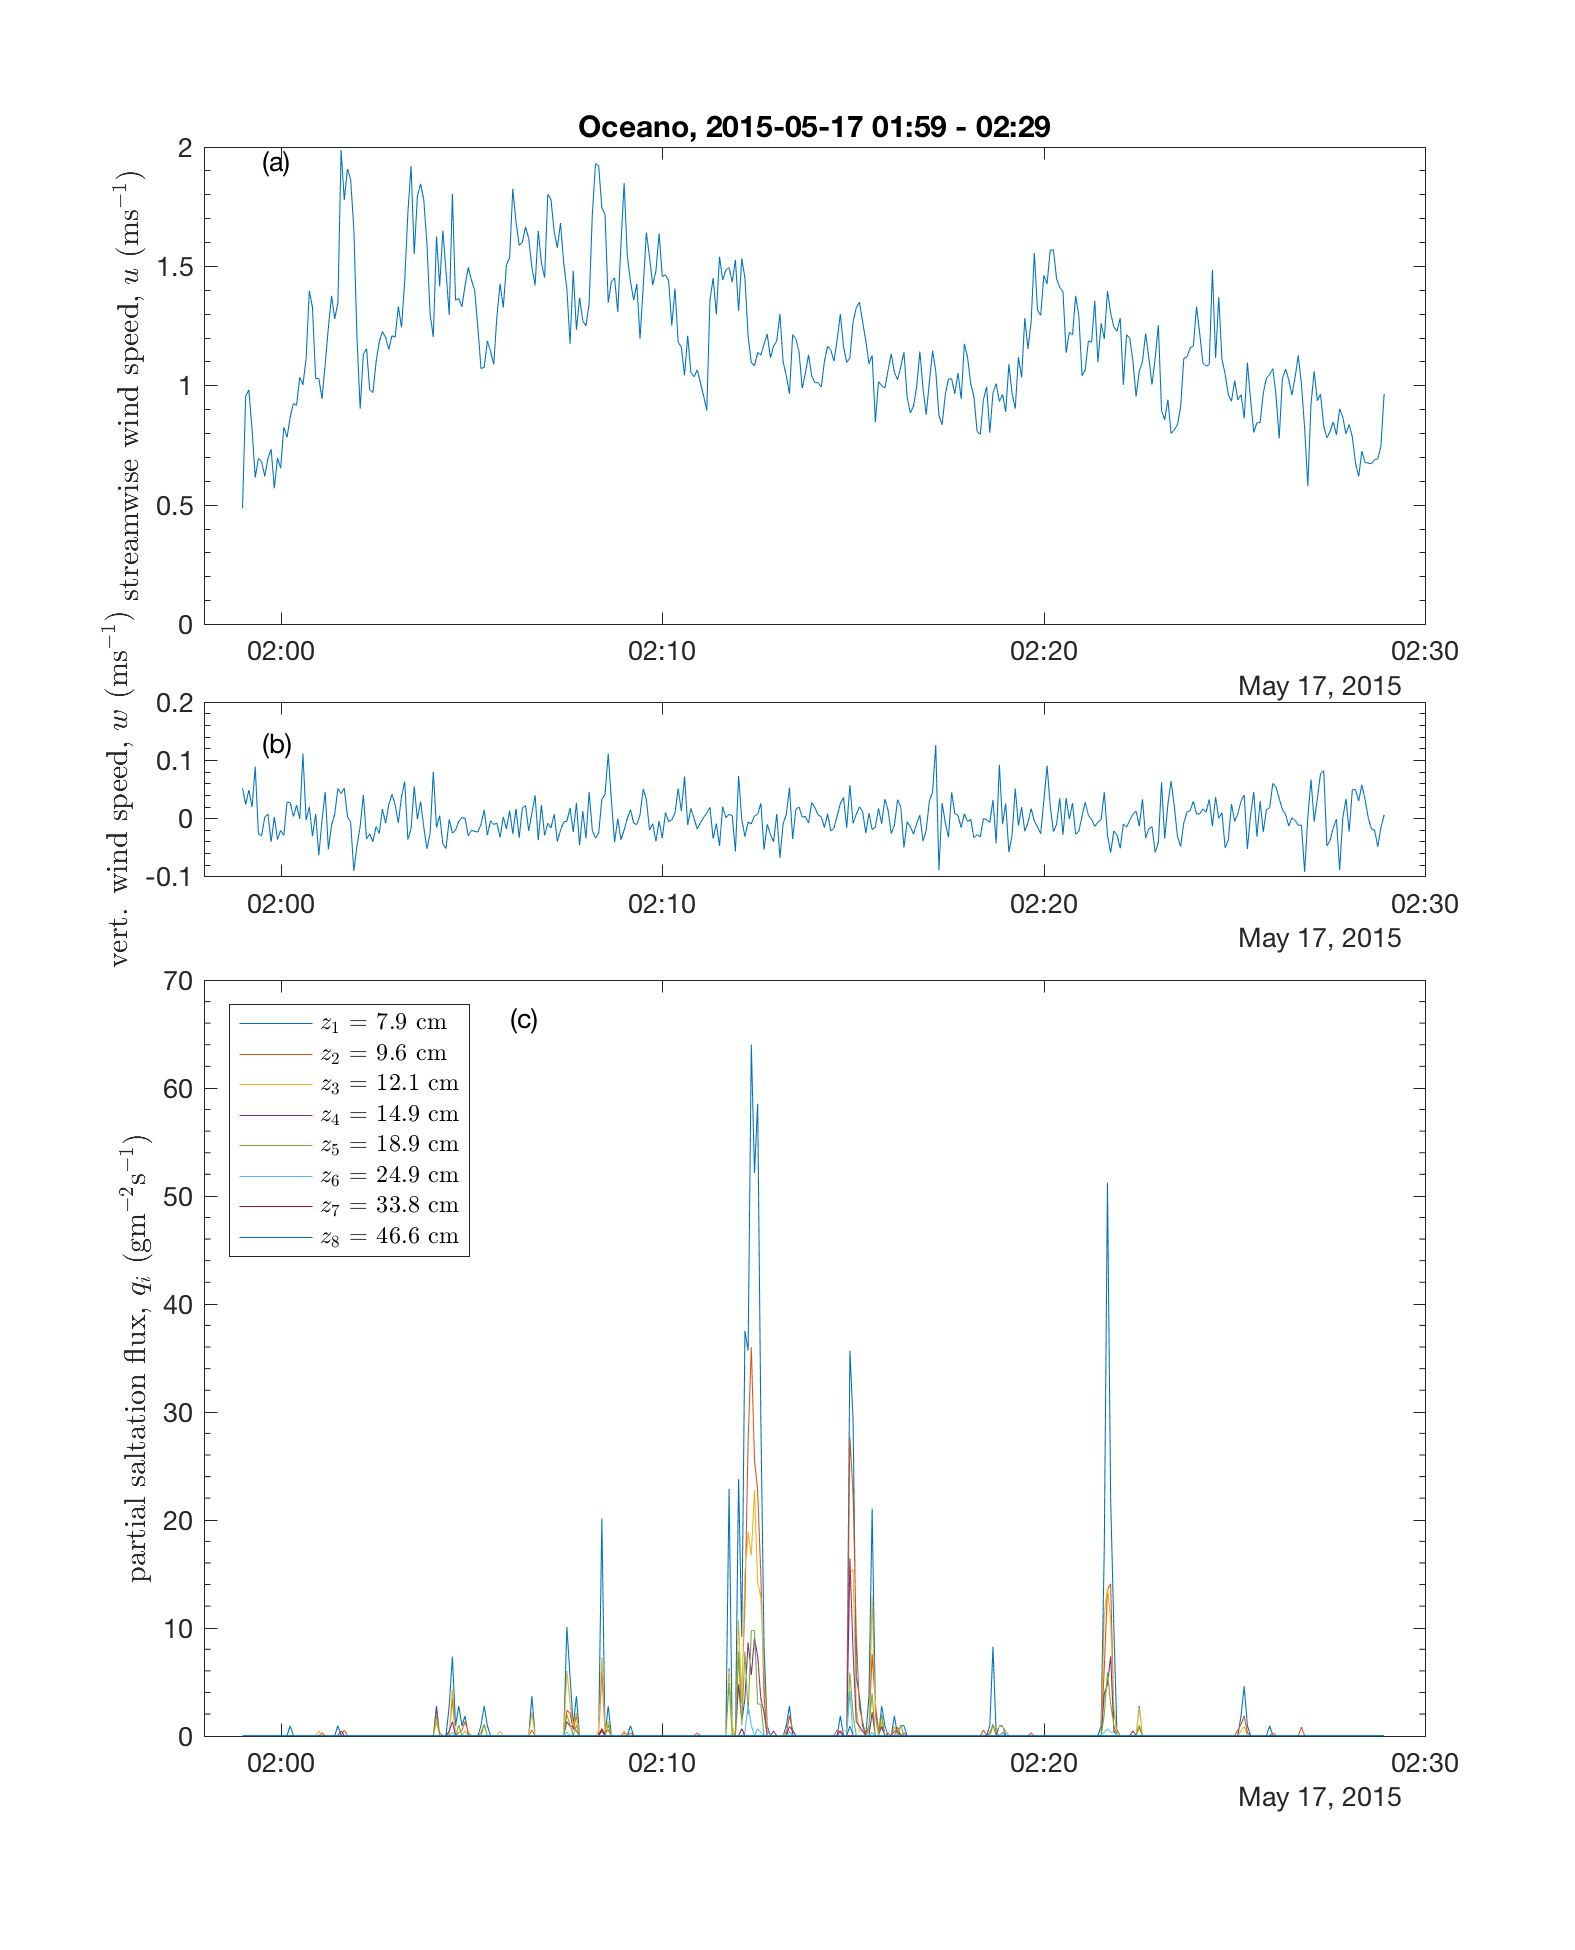 Oceano, 2015-05-17 01:59 - 02:29
(a)
streamwise wind speed, u (ms⁻¹)
2
1.5
1
0.5
0
02:00 02:10 02:20 02:30
May 17, 2015
(b)
vert. wind speed, w (ms⁻¹)
0.2
0.1
0
-0.1
02:00 02:10 02:20 02:30
May 17, 2015
(c)
partial saltation flux, qᵢ (gm⁻²s⁻¹)
70
60
50
40
30
20
10
0
z₁ = 7.9 cm
z₂ = 9.6 cm
z₃ = 12.1 cm
z₄ = 14.9 cm
z₅ = 18.9 cm
z₆ = 24.9 cm
z₇ = 33.8 cm
z₈ = 46.6 cm
02:00 02:10 02:20 02:30
May 17, 2015